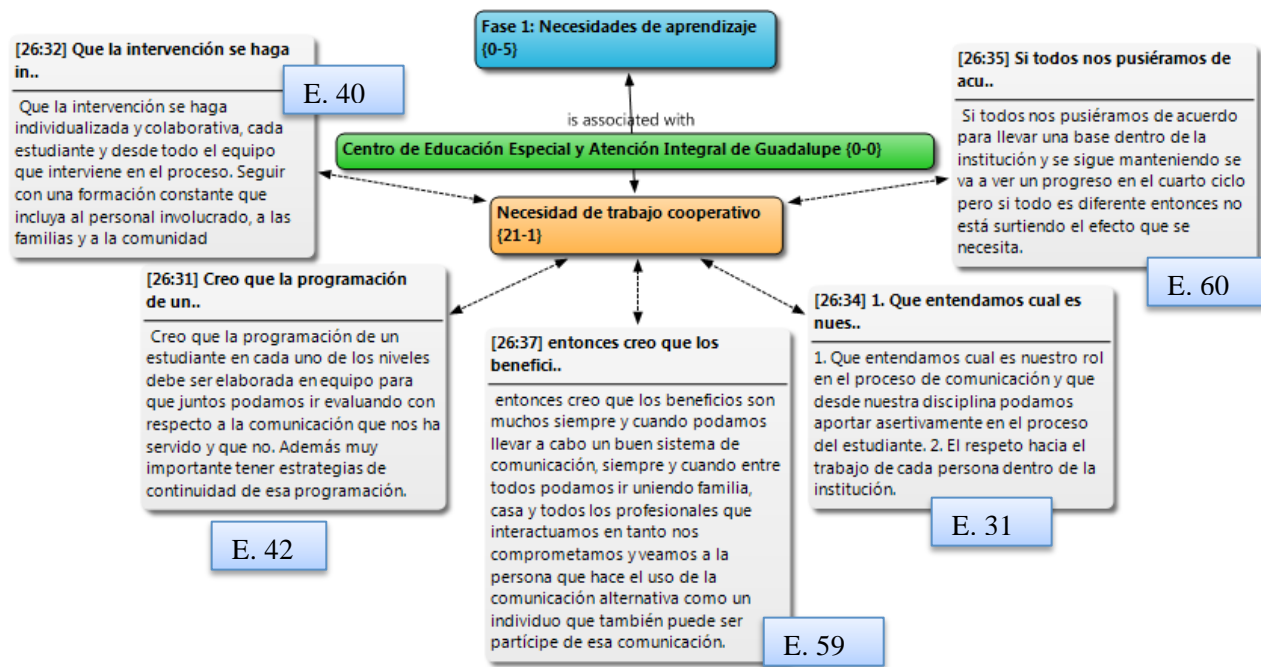 Fase 1: Necesidades de aprendizaje
{0-5}
is associated with
Centro de Educación Especial y Atención Integral de Guadalupe {0-0}
Necesidad de trabajo cooperativo
{21-1}
[26:32] Que la intervención se haga
in..
Que la intervención se haga
individualizada y colaborativa, cada
estudiante y desde todo el equipo
que interviene en el proceso. Seguir
con una formación constante que
incluya al personal involucrado, a las
familias y a la comunidad
E. 40
[26:35] Si todos nos pusiéramos de
acu..
Si todos nos pusiéramos de acuerdo
para llevar una base dentro de la
institución y se sigue manteniendo se
va a ver un progreso en el cuarto ciclo
pero si todo es diferente entonces no
está surtiendo el efecto que se
necesita.
E. 60
[26:31] Creo que la programación
de un..
Creo que la programación de un
estudiante en cada uno de los niveles
debe ser elaborada en equipo para
que juntos podamos ir evaluando con
respecto a la comunicación que nos ha
servido y que no. Además muy
importante tener estrategias de
continuidad de esa programación.
E. 42
[26:37] entonces creo que los
benefici..
entonces creo que los beneficios son
muchos siempre y cuando podamos
llevar a cabo un buen sistema de
comunicación, siempre y cuando entre
todos podamos ir uniendo familia,
casa y todos los profesionales que
interactuamos en tanto nos
comprometamos y veamos a la
persona que hace el uso de la
comunicación alternativa como un
individuo que también puede ser
partícipe de esa comunicación.
E. 59
[26:34] 1. Que entendamos cual es
nues..
1. Que entendamos cual es nuestro rol
en el proceso de comunicación y que
desde nuestra disciplina podamos
aportar asertivamente en el proceso
del estudiante. 2. El respeto hacia el
trabajo de cada persona dentro de la
institución.
E. 31